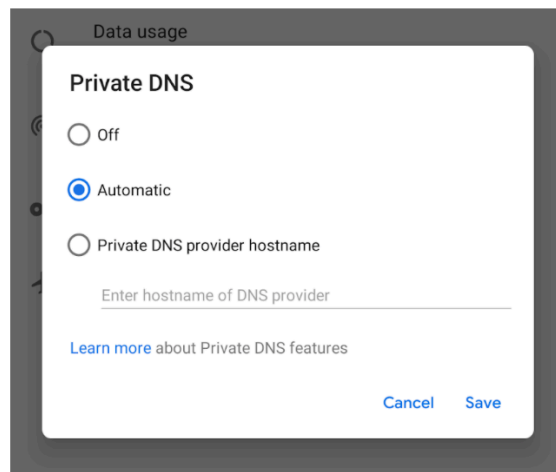 Data usage
Private DNS
Off
Automatic
Private DNS provider hostname
Enter hostname of DNS provider
Learn more about Private DNS features
Cancel Save